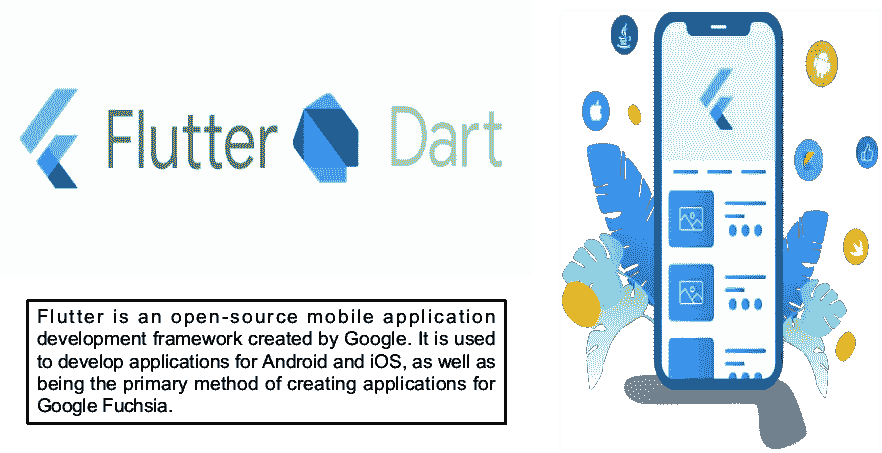 Flutter Dart
Flutter is an open-source mobile application
development framework created by Google. It is used
to develop applications for Android and iOS, as well as
being the primary method of creating applications for
Google Fuchsia.